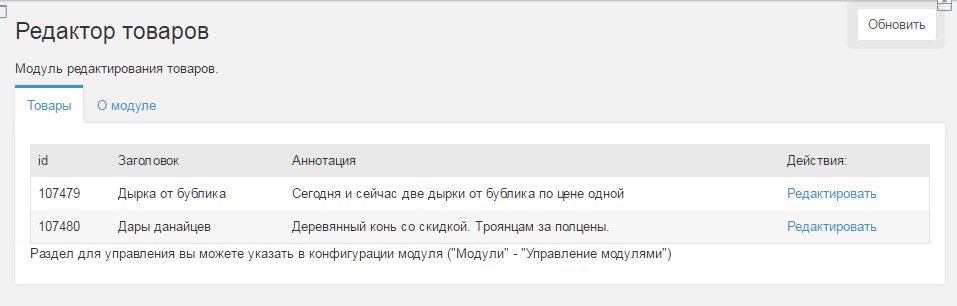 Редактор товаров
Обновить
Модуль редактирования товаров.
Товары О модуле
id Заголовок Аннотация Действия:
107479 Дырка от бублика Сегодня и сейчас две дырки от бублика по цене одной Редактировать
107480 Дары данайцев Деревянный конь со скидкой. Троянцам за полцены. Редактировать
Раздел для управления вы можете указать в конфигурации модуля ("Модули" - "Управление модулями")